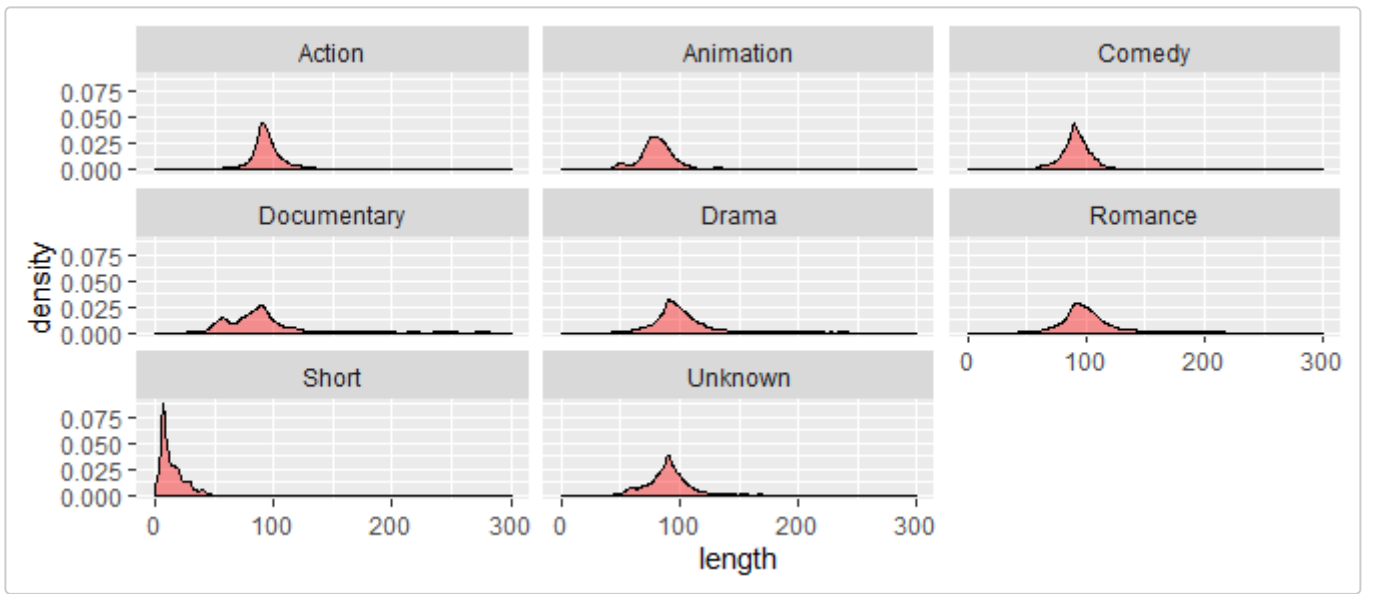 Action Animation Comedy
0.075
0.050
0.025
0.000
Documentary Drama Romance
density
0.075
0.050
0.025
0.000
0 100 200 300
Short Unknown
0.075
0.050
0.025
0.000
0 100 200 300 0 100 200 300
length